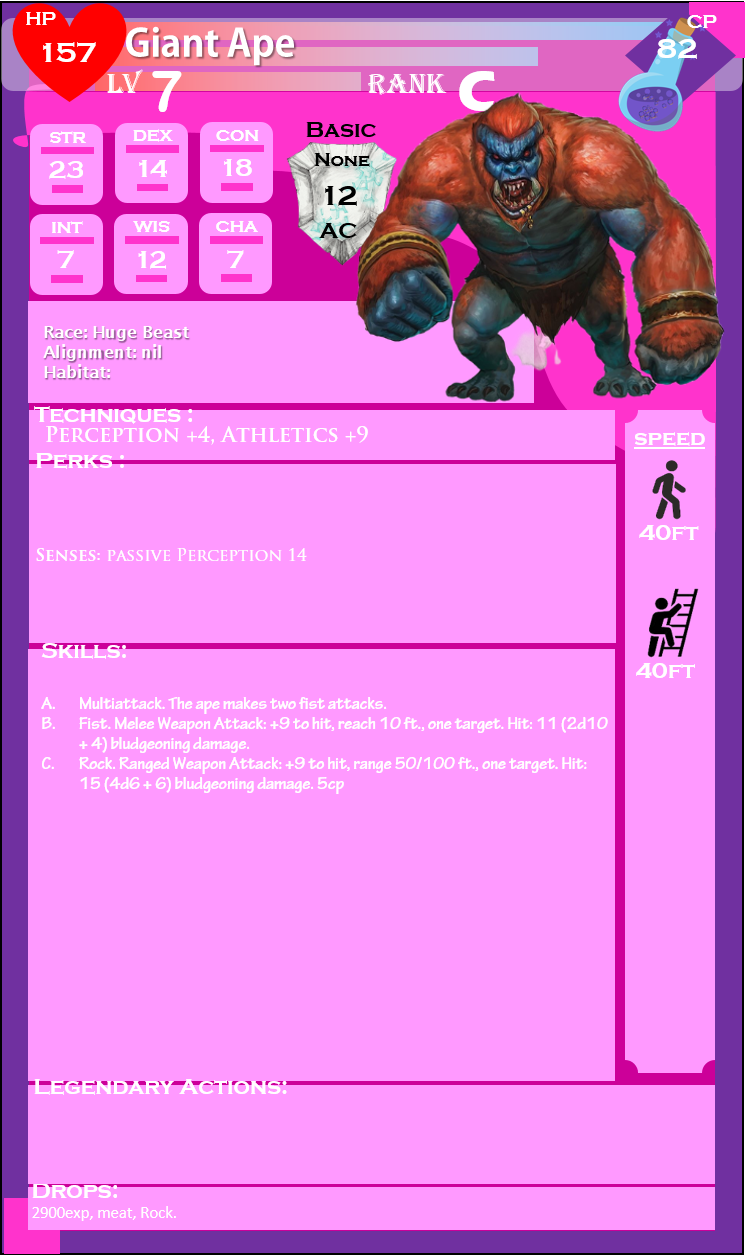 HP
157
Giant Ape
CP
82
LV 7
RANK C
STR
23
DEX
14
CON
18
INT
7
WIS
12
CHA
7
Basic
None
12
AC
Race: Huge Beast
Alignment: nil
Habitat:
Techniques :
Perception +4, Athletics +9
Perks :
Senses: passive Perception 14
SPEED
40FT
40FT
Skills:
A. Multiattack. The ape makes two fist attacks.
B. Fist. Melee Weapon Attack: +9 to hit, reach 10 ft., one target. Hit: 11 (2d10
+ 4) bludgeoning damage.
C. Rock. Ranged Weapon Attack: +9 to hit, range 50/100 ft., one target. Hit:
15 (4d6 + 6) bludgeoning damage. 5cp
Legendary Actions:
Drops:
2900exp, meat, Rock.